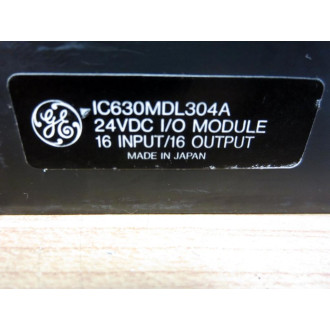 IC630MDL304A
24VDC I/O MODULE
16 INPUT/16 OUTPUT
MADE IN JAPAN